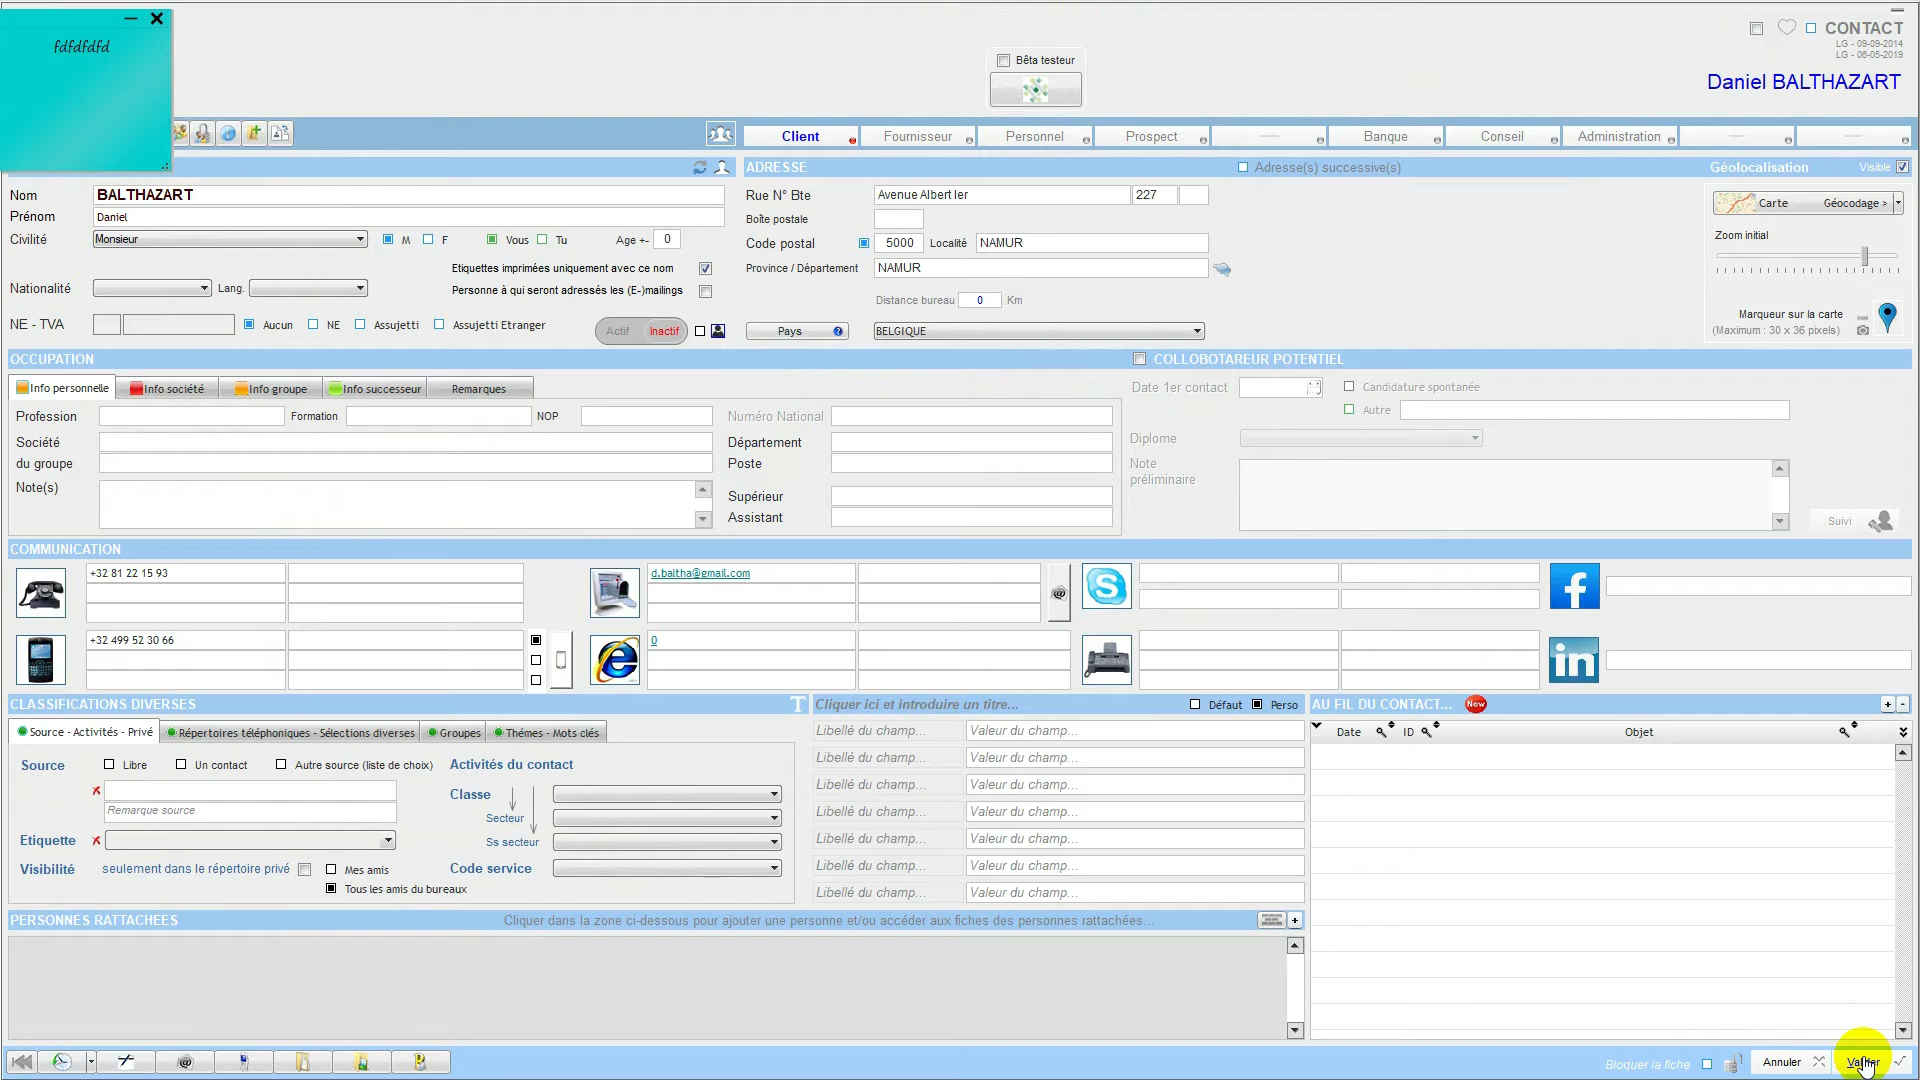 fdfdfdfd
Bêta testeur
CONTACT
LG - 09-09-2014
LG - 06-05-2019
Daniel BALTHAZART
Client Fournisseur Personnel Prospect Banque Conseil Administration
ADRESSE Adresse(s) successive(s) Géolocalisation Visible
Nom BALTHAZART Rue N° Bte Avenue Albert Ier 227
Carte Géocodage >
Prénom Daniel Boîte postale
Civilité Monsieur M F Vous Tu Age +- 0 Code postal 5000 Localité NAMUR
Zoom initial
Etiquettes imprimées uniquement avec ce nom Province / Département NAMUR
Nationalité Lang. Personne à qui seront adressés les (E-)mailings
Distance bureau 0 Km
NE - TVA Aucun NE Assujetti Assujetti Etranger Actif Inactif Pays BELGIQUE
Marqueur sur la carte
(Maximum : 30 x 36 pixels)
OCCUPATION COLLOBOTAREUR POTENTIEL
Info personnelle Info société Info groupe Info successeur Remarques
Date 1er contact Candidature spontanée
Autre
Profession Formation NOP Numéro National
Société Département Diplome
du groupe Poste Note
préliminaire
Note(s) Supérieur
Assistant Suivi
COMMUNICATION
+32 81 22 15 93 d.baltha@gmail.com
+32 499 52 30 66 0
CLASSIFICATIONS DIVERSES Cliquer ici et introduire un titre... Défaut Perso AU FIL DU CONTACT... New + -
Source - Activités - Privé Répertoires téléphoniques - Sélections diverses Groupes Thémes - Mots clés
Libellé du champ... Valeur du champ... Date ID Objet
Source Libre Un contact Autre source (liste de choix) Activités du contact
Libellé du champ... Valeur du champ...
Libellé du champ... Valeur du champ...
Classe
Remarque source Secteur
Libellé du champ... Valeur du champ...
Etiquette Ss secteur
Libellé du champ... Valeur du champ...
Visibilité seulement dans le répertoire privé Mes amis Code service
Libellé du champ... Valeur du champ...
Tous les amis du bureaux
Libellé du champ... Valeur du champ...
PERSONNES RATTACHEES Cliquer dans la zone ci-dessous pour ajouter une personne et/ou accéder aux fiches des personnes rattachées... +
Bloquer la fiche Annuler Valider